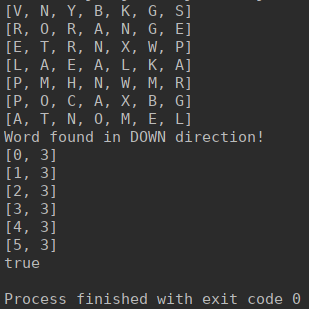 [V, N, Y, B, K, G, S]
[R, O, R, A, N, G, E]
[E, T, R, N, X, W, P]
[L, A, E, A, L, K, A]
[P, M, H, N, W, M, R]
[P, O, C, A, X, B, G]
[A, T, N, O, M, E, L]
Word found in DOWN direction!
[0, 3]
[1, 3]
[2, 3]
[3, 3]
[4, 3]
[5, 3]
true
Process finished with exit code 0